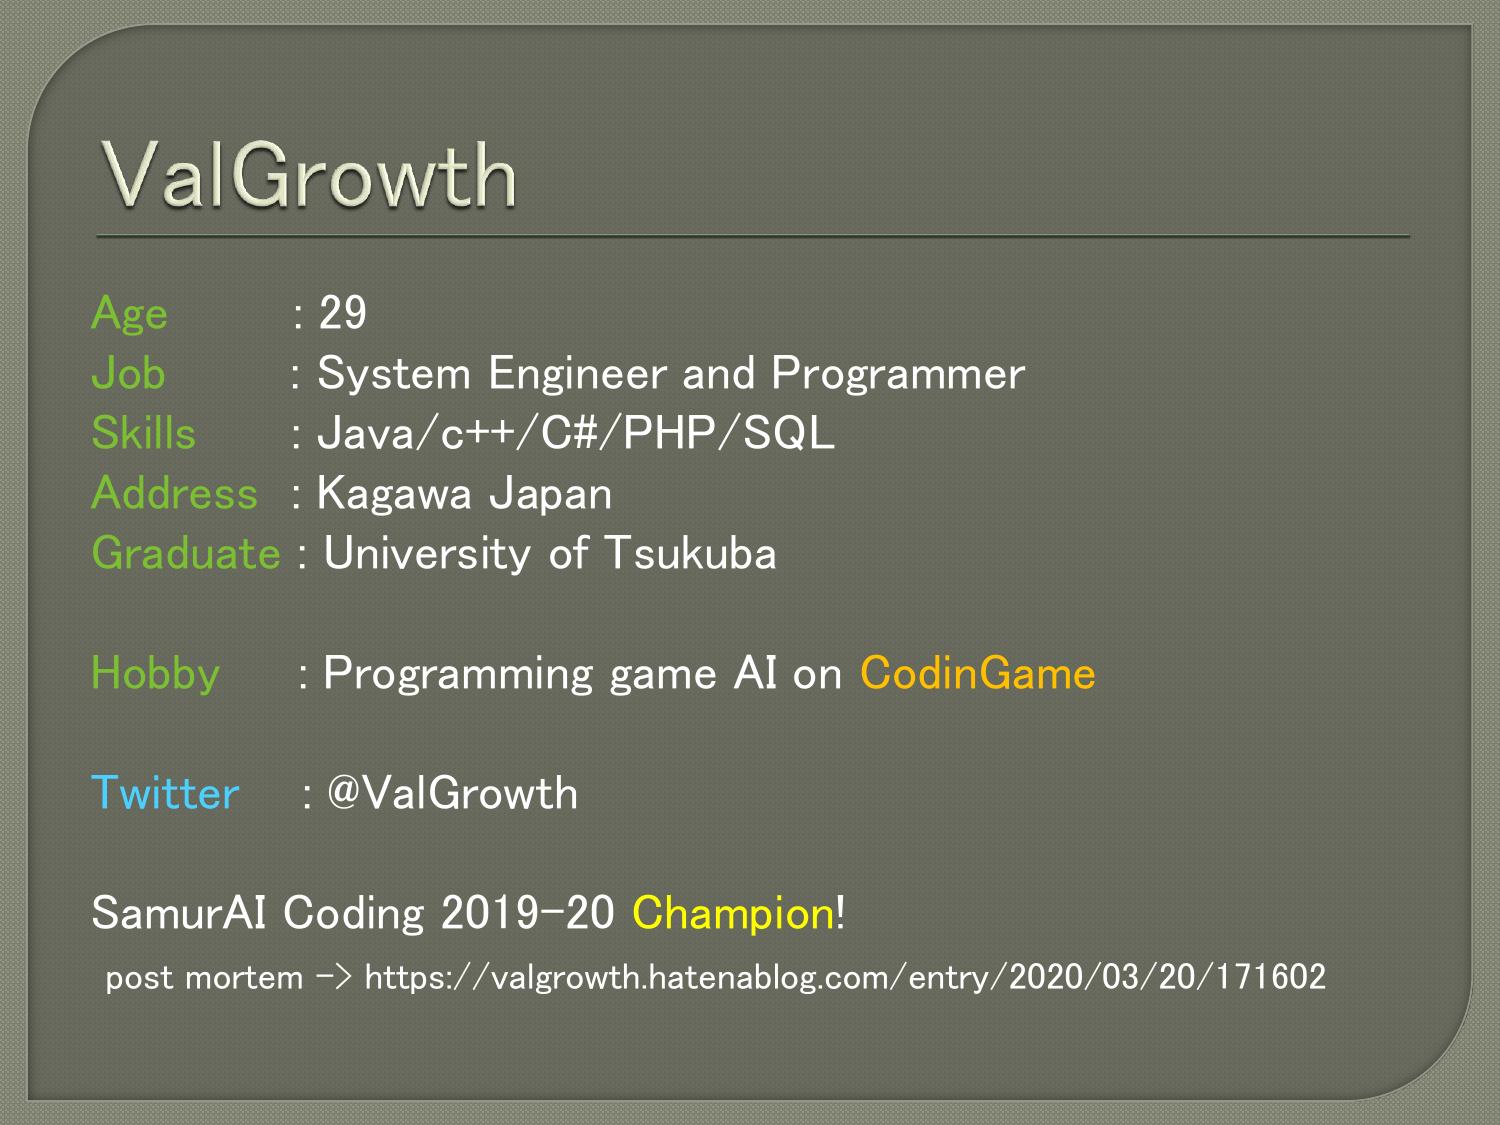 ValGrowth
Age : 29
Job : System Engineer and Programmer
Skills : Java/c++/C#/PHP/SQL
Address : Kagawa Japan
Graduate : University of Tsukuba
Hobby : Programming game AI on CodinGame
Twitter : @ValGrowth
SamurAI Coding 2019-20 Champion!
post mortem -> https://valgrowth.hatenablog.com/entry/2020/03/20/171602